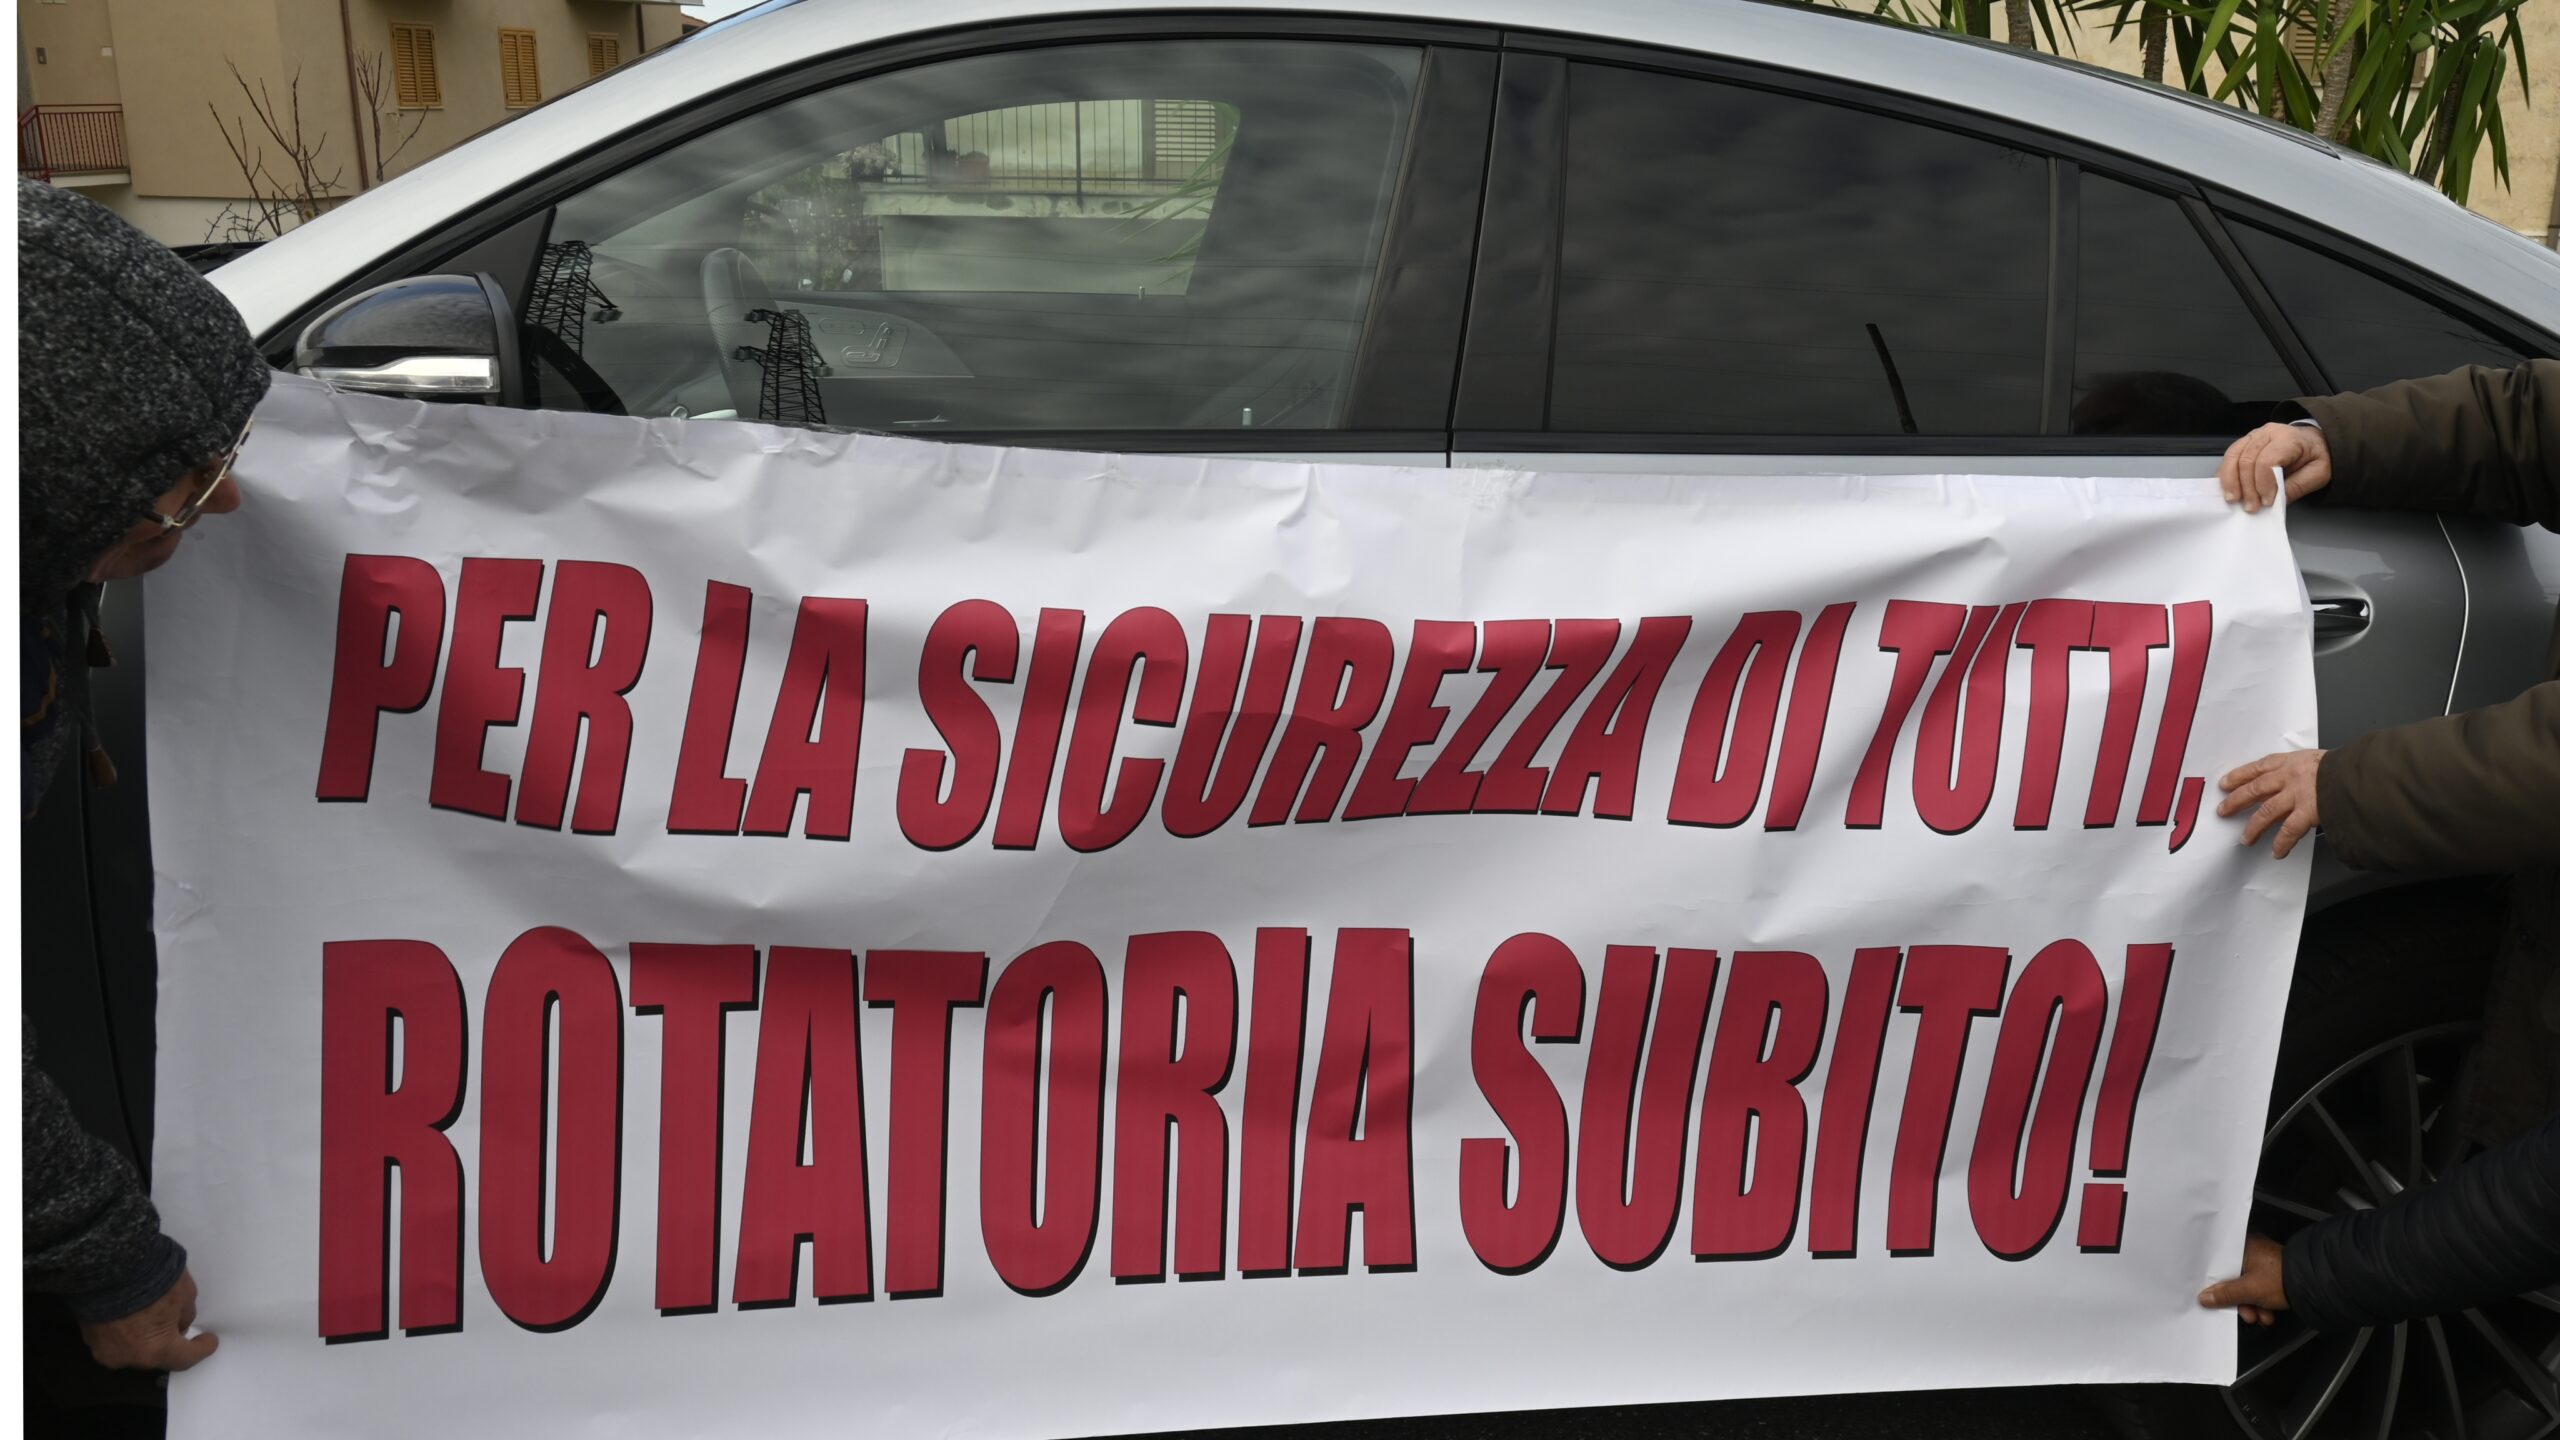 PER LA SICUREZZA DI TUTTI,
ROTATORIA SUBITO!